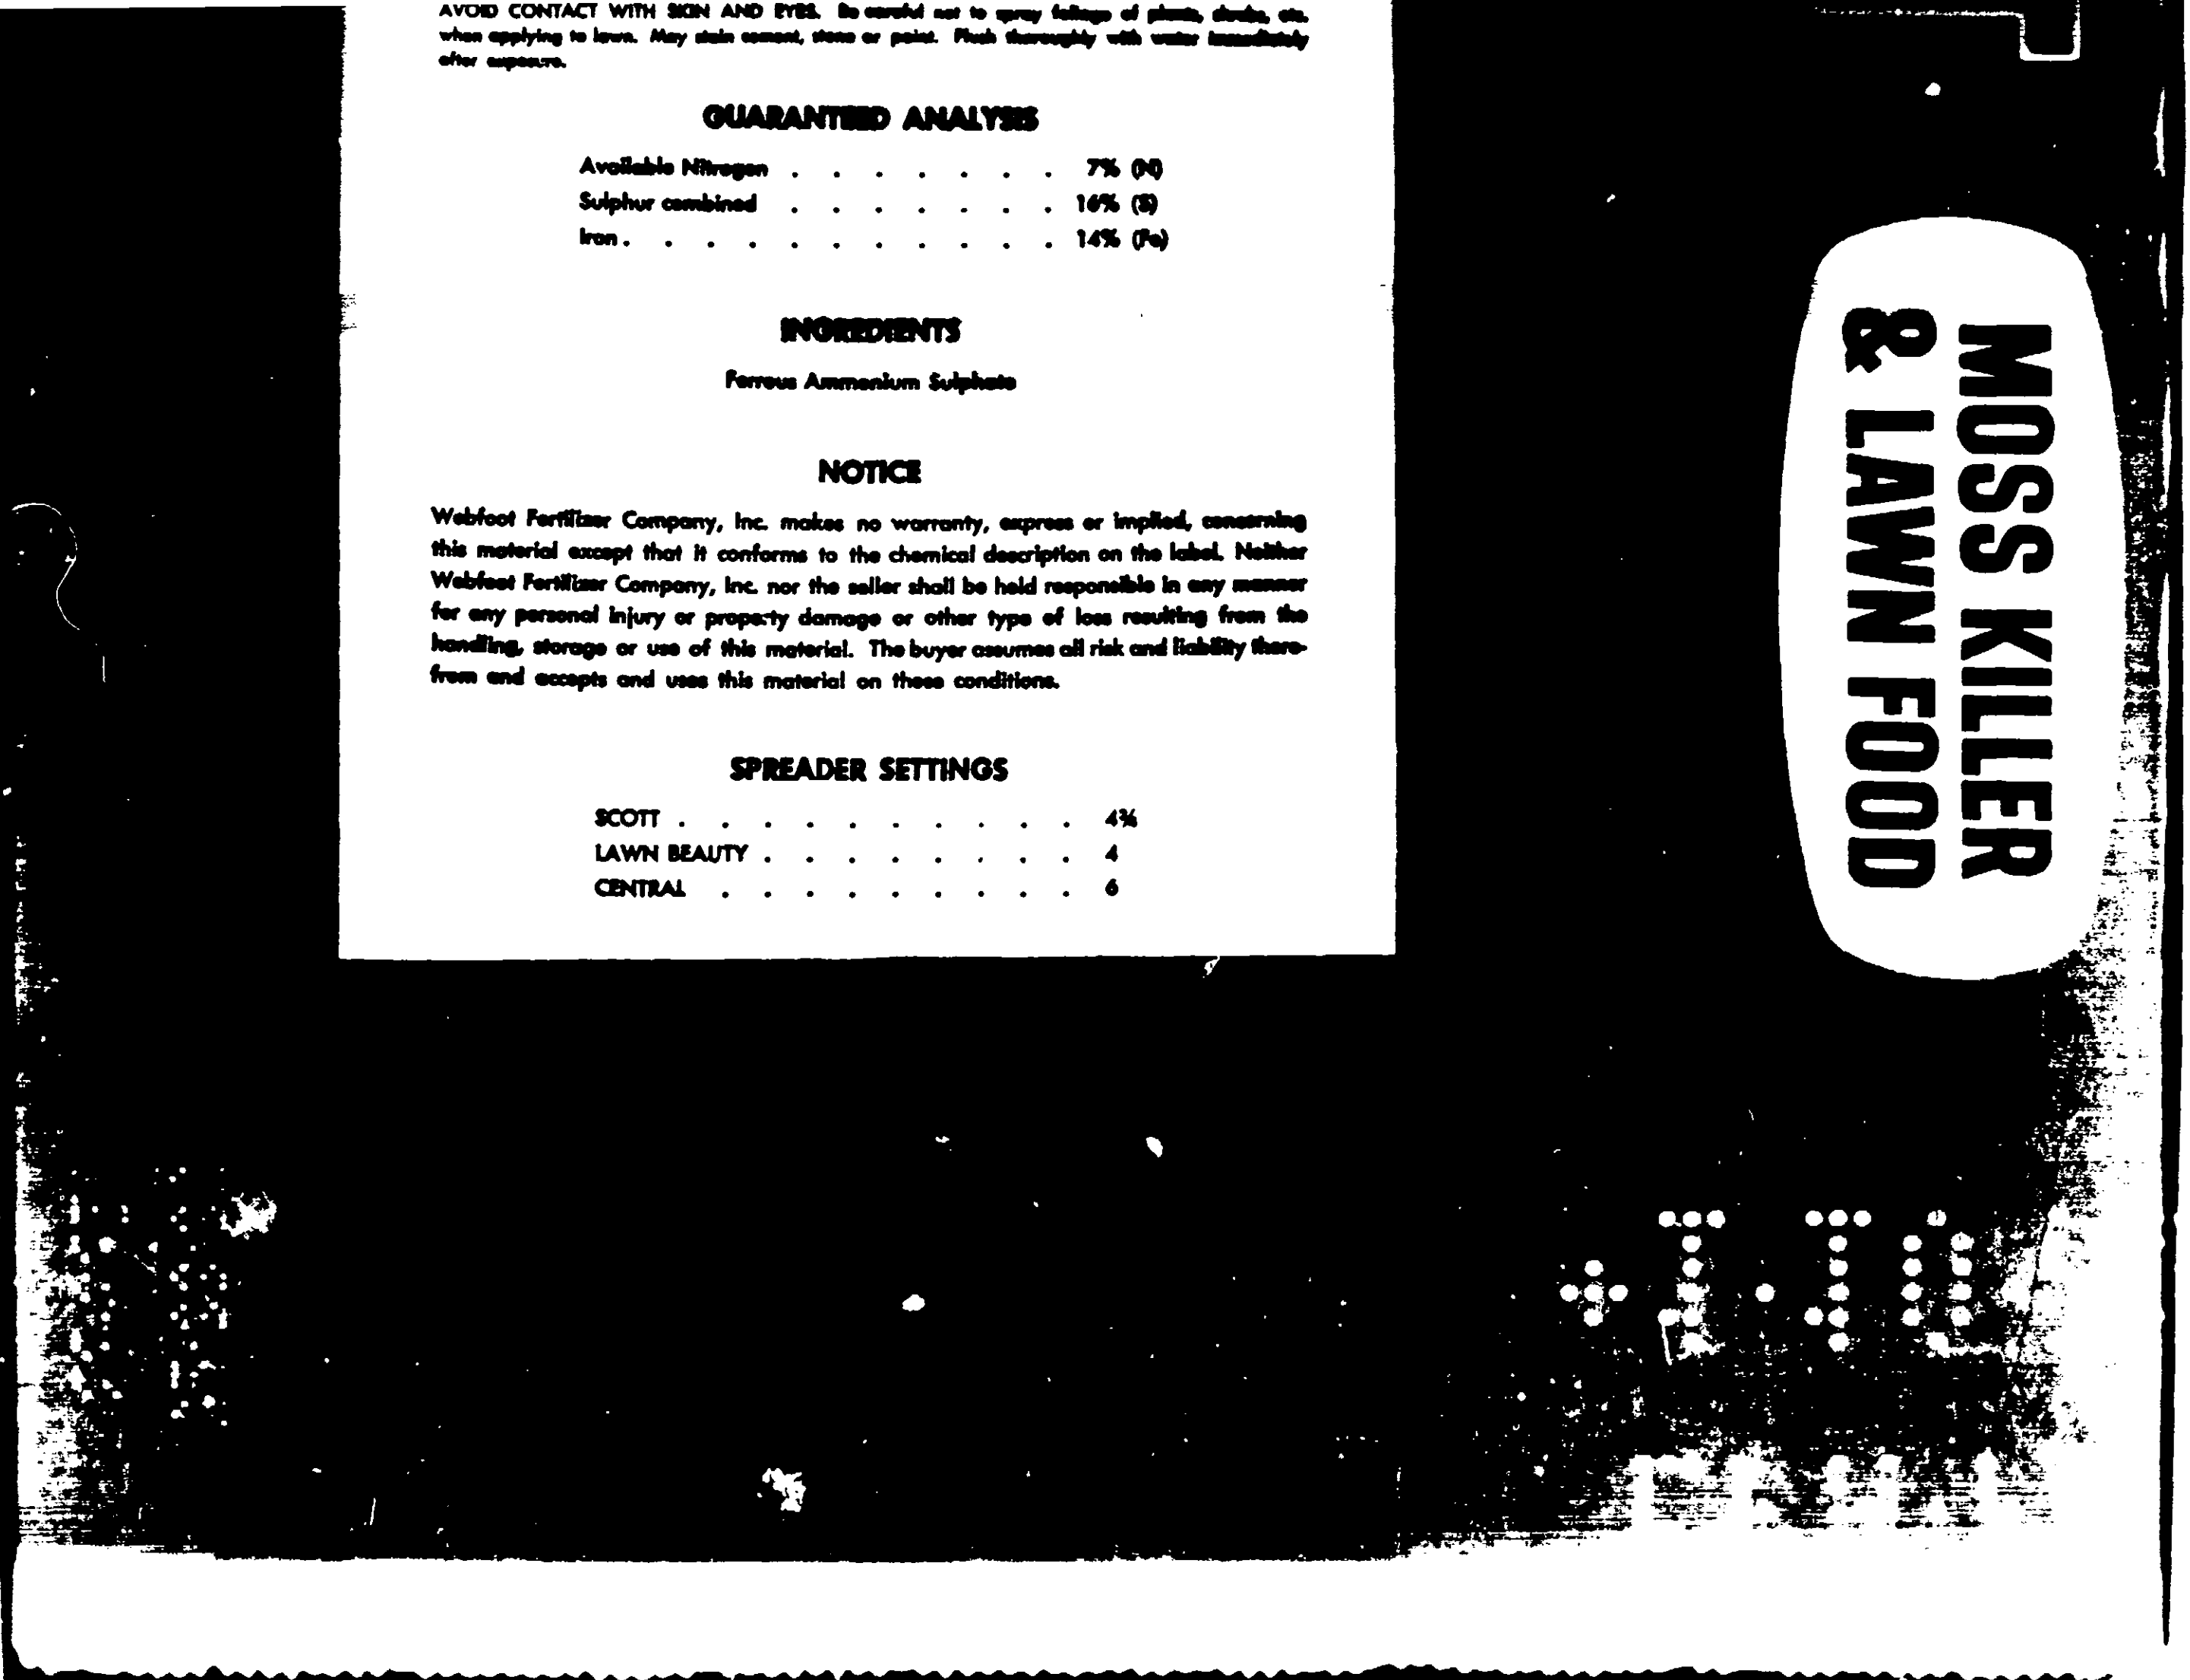 AVOID CONTACT WITH SKIN AND EYES. Be careful not to spray foliage of plants, shrubs, etc.
when applying to lawn. May stain cement, stone or paint. Flush thoroughly with water immediately
after exposure.
GUARANTEED ANALYSIS
Available Nitrogen . . . . . . . 7% (N)
Sulphur combined . . . . . . . 16% (S)
Iron . . . . . . . . . . . 14% (Fe)
INGREDIENTS
Ferrous Ammonium Sulphate
NOTICE
Webfoot Fertilizer Company, Inc. makes no warranty, express or implied, concerning
this material except that it conforms to the chemical description on the label. Neither
Webfoot Fertilizer Company, Inc. nor the seller shall be held responsible in any manner
for any personal injury or property damage or other type of loss resulting from the
handling, storage or use of this material. The buyer assumes all risk and liability there-
from and accepts and uses this material on these conditions.
SPREADER SETTINGS
SCOTT . . . . . . . . . .
LAWN BEAUTY . . . . . . . . 4
CENTRAL . . . . . . . . . 6
MOSS KILLER
& LAWN FOOD